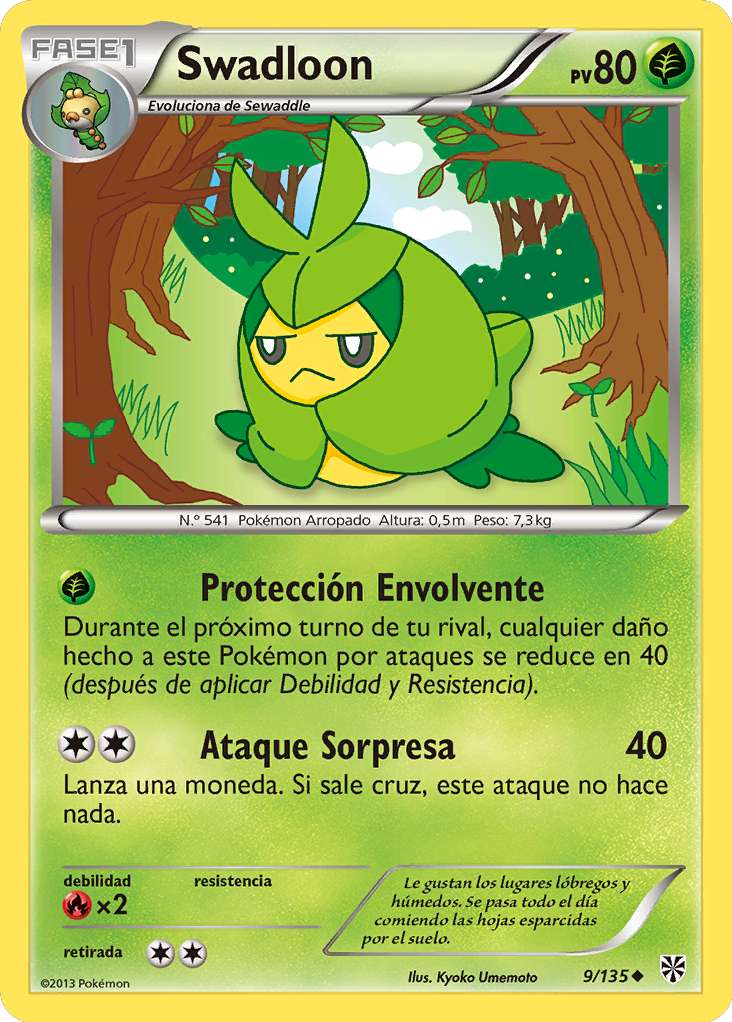 FASE1
Swadloon
PV80
Evoluciona de Sewaddle
N.º 541 Pokémon Arropado Altura: 0,5m Peso: 7,3kg
Protección Envolvente
Durante el próximo turno de tu rival, cualquier daño
hecho a este Pokémon por ataques se reduce en 40
(después de aplicar Debilidad y Resistencia).
Ataque Sorpresa 40
Lanza una moneda. Si sale cruz, este ataque no hace
nada.
debilidad resistencia
×2
retirada
Le gustan los lugares lóbregos y
húmedos. Se pasa todo el día
comiendo las hojas esparcidas
por el suelo.
©2013 Pokémon
Ilus. Kyoko Umemoto
9/135